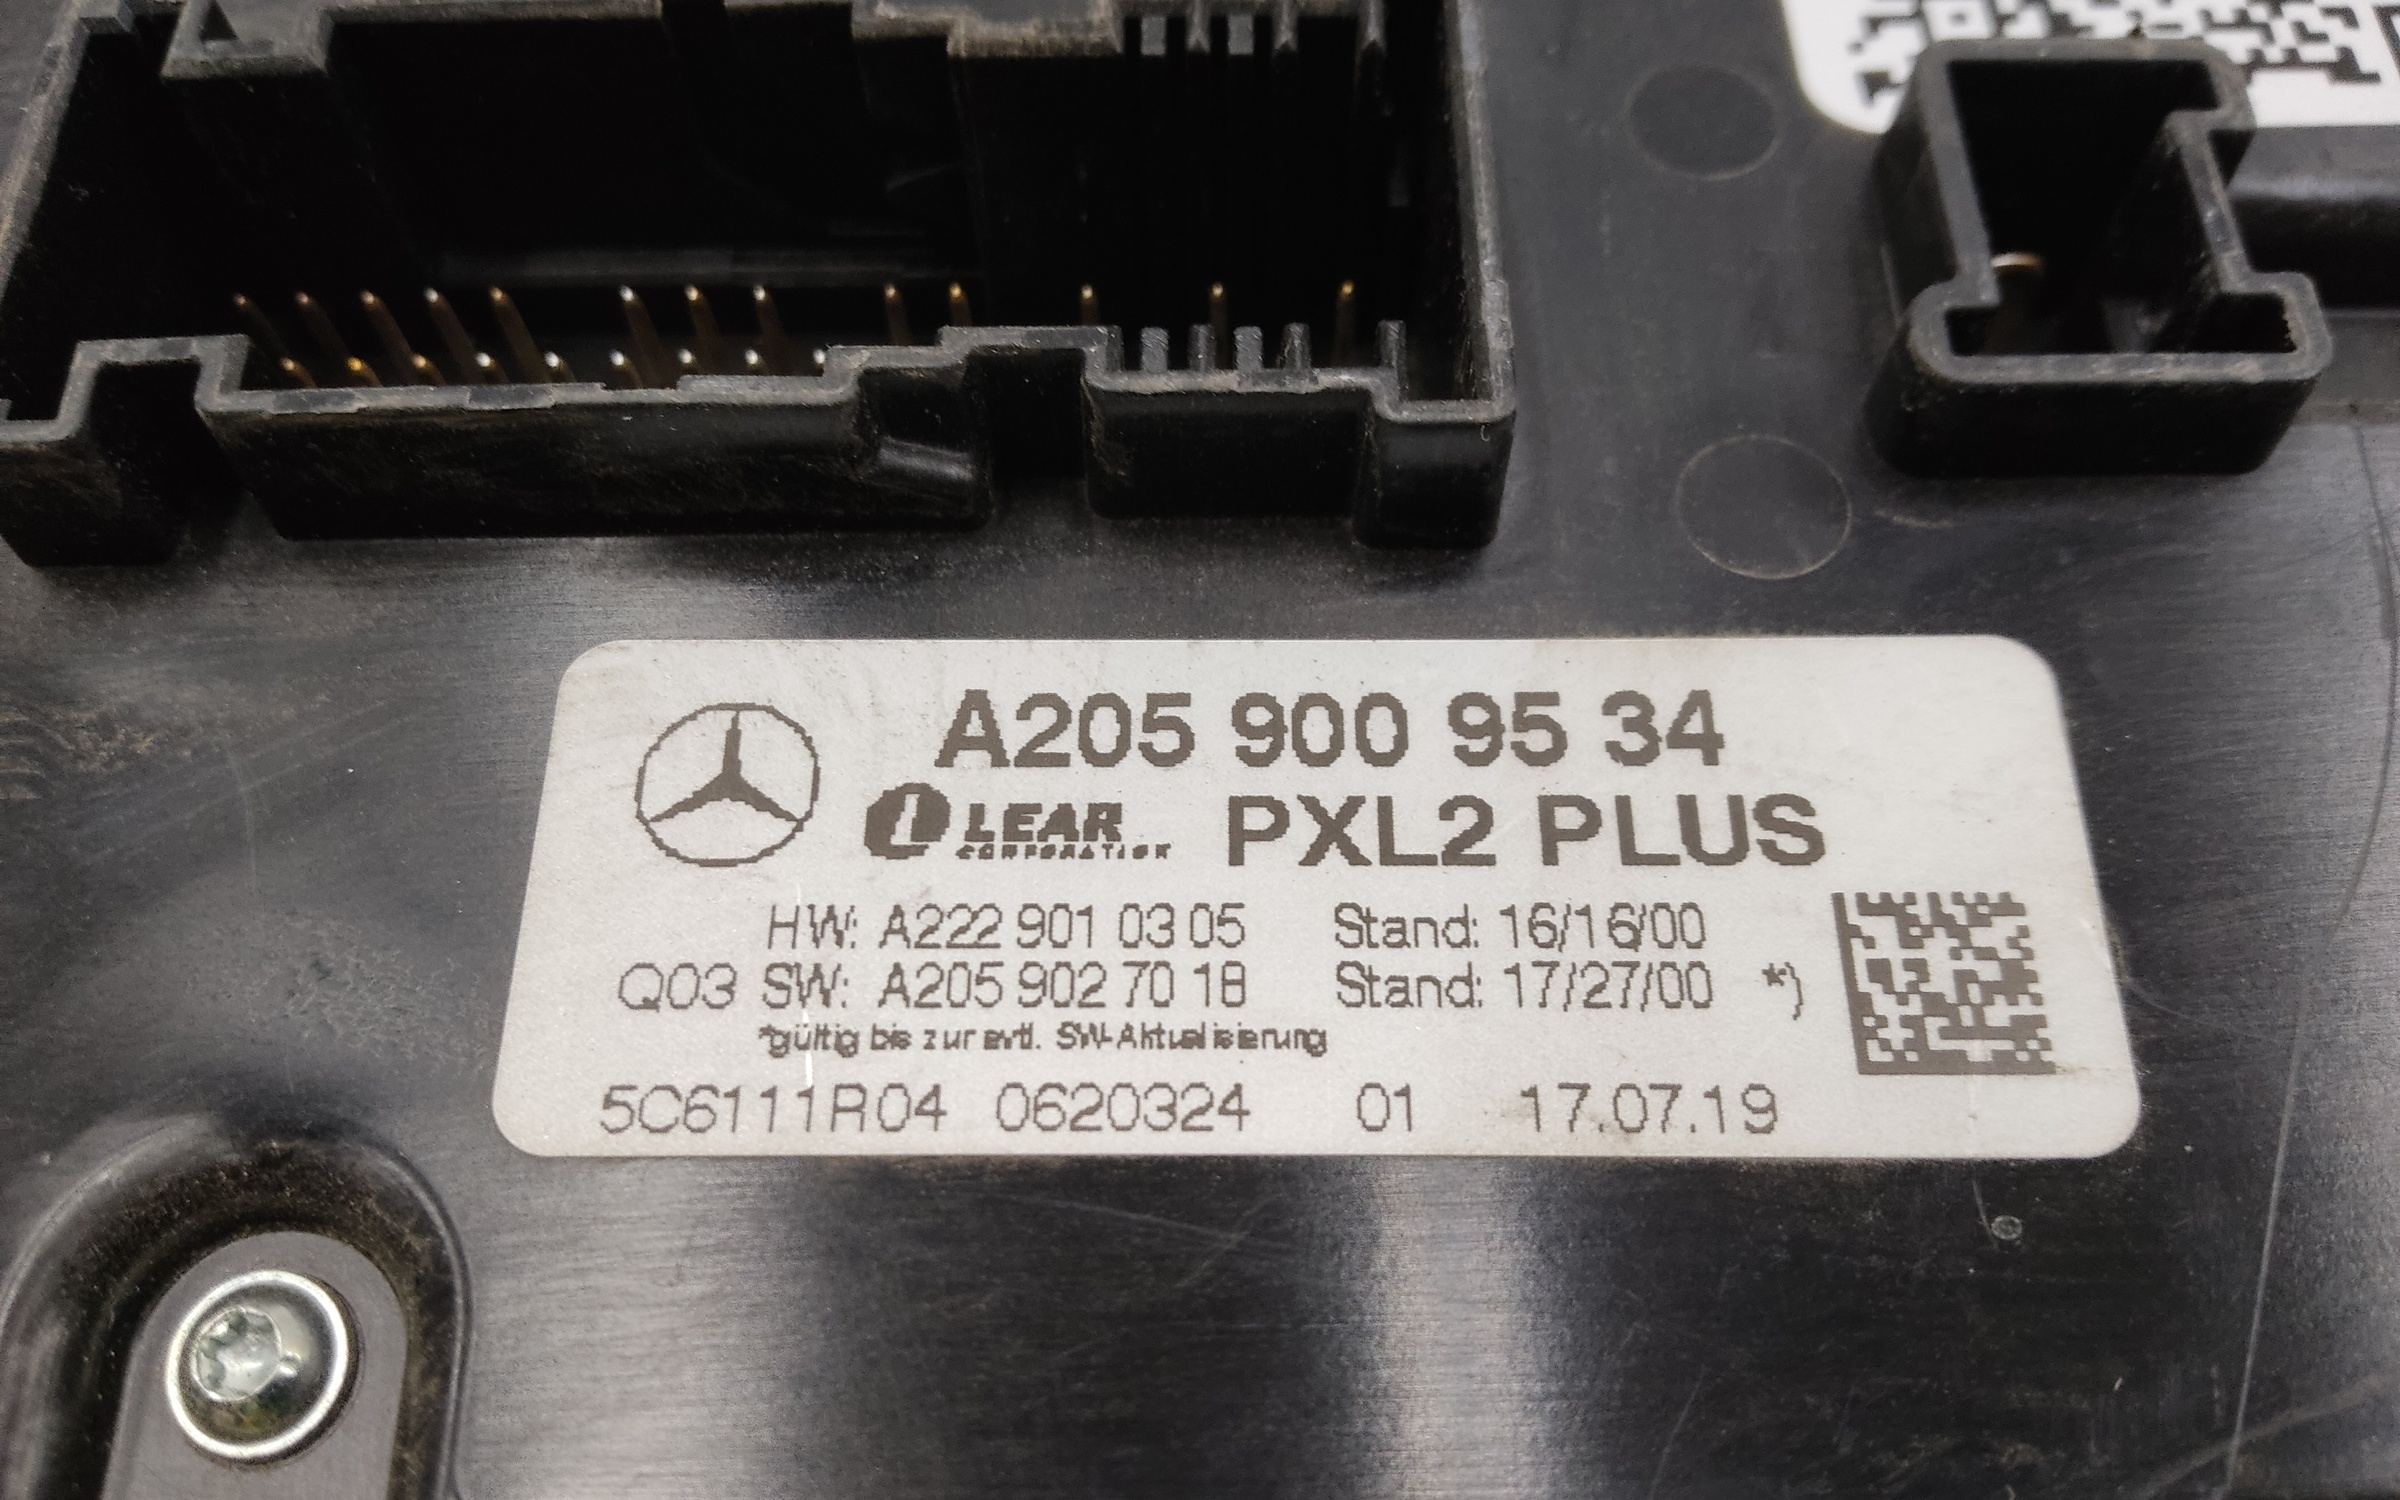 A205 900 95 34
LEAR CORPORATION PXL2 PLUS
HW: A222 901 03 05 Stand: 16/16/00
Q03 SW: A205 902 70 18 Stand: 17/27/00 *)
*gültig bis zur evtl. SW-Aktualisierung
5C6111R04 0620324 01 17.07.19